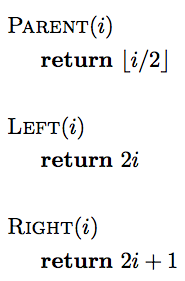 PARENT(i)
return ⌊i/2⌋
LEFT(i)
return 2i
RIGHT(i)
return 2i + 1